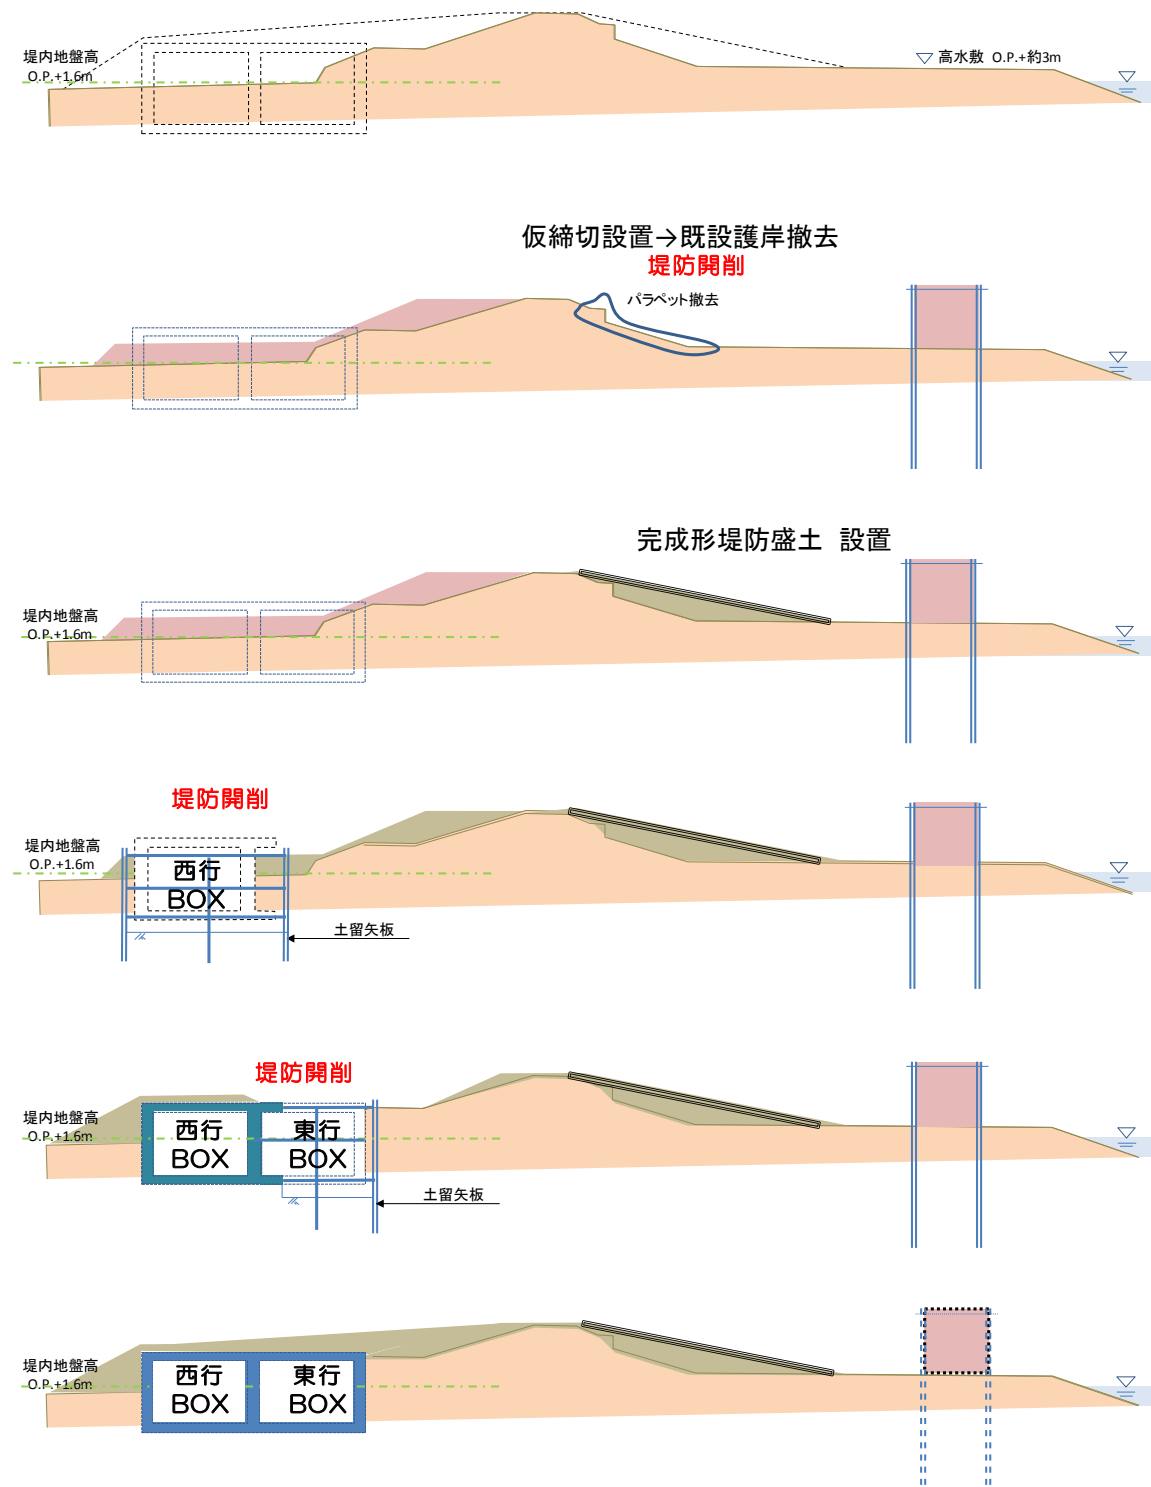 堤内地盤高
O.P.+1.6m
高水敷 O.P.+約3m
仮締切設置→既設護岸撤去
堤防開削
パラペット撤去
完成形堤防盛土 設置
堤内地盤高
O.P.+1.6m
堤防開削
堤内地盤高
O.P.+1.6m
西行
BOX
土留矢板
堤防開削
堤内地盤高
O.P.+1.6m
西行
BOX
東行
BOX
土留矢板
堤内地盤高
O.P.+1.6m
西行
BOX
東行
BOX